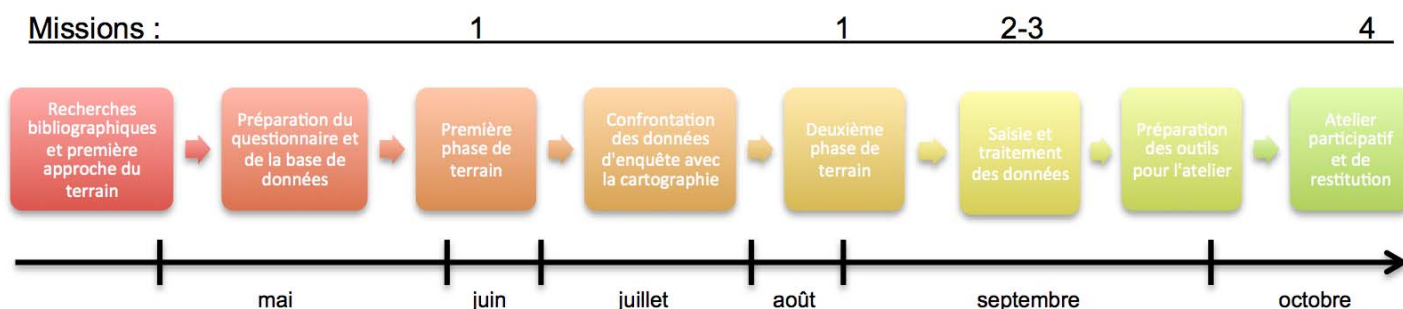 Missions : 1 1 2-3 4
Recherches
bibliographiques
et première
approche du
terrain
Préparation du
questionnaire et
de la base de
données
Première
phase de
terrain
Confrontation
des données
d'enquête avec
la cartographie
Deuxième
phase de
terrain
Saisie et
traitement
des données
Préparation
des outils
pour l'atelier
Atelier
participatif
et de
restitution
mai juin juillet août septembre octobre